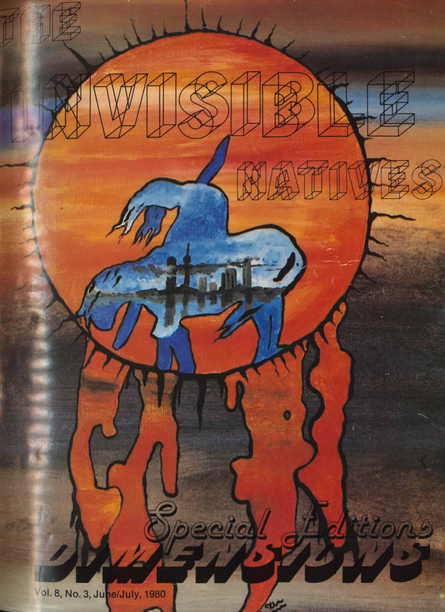 THE
INVISIBLE
NATIVES
Special Editions
DIMENSIONS
Vol. 8, No. 3, June/July, 1980